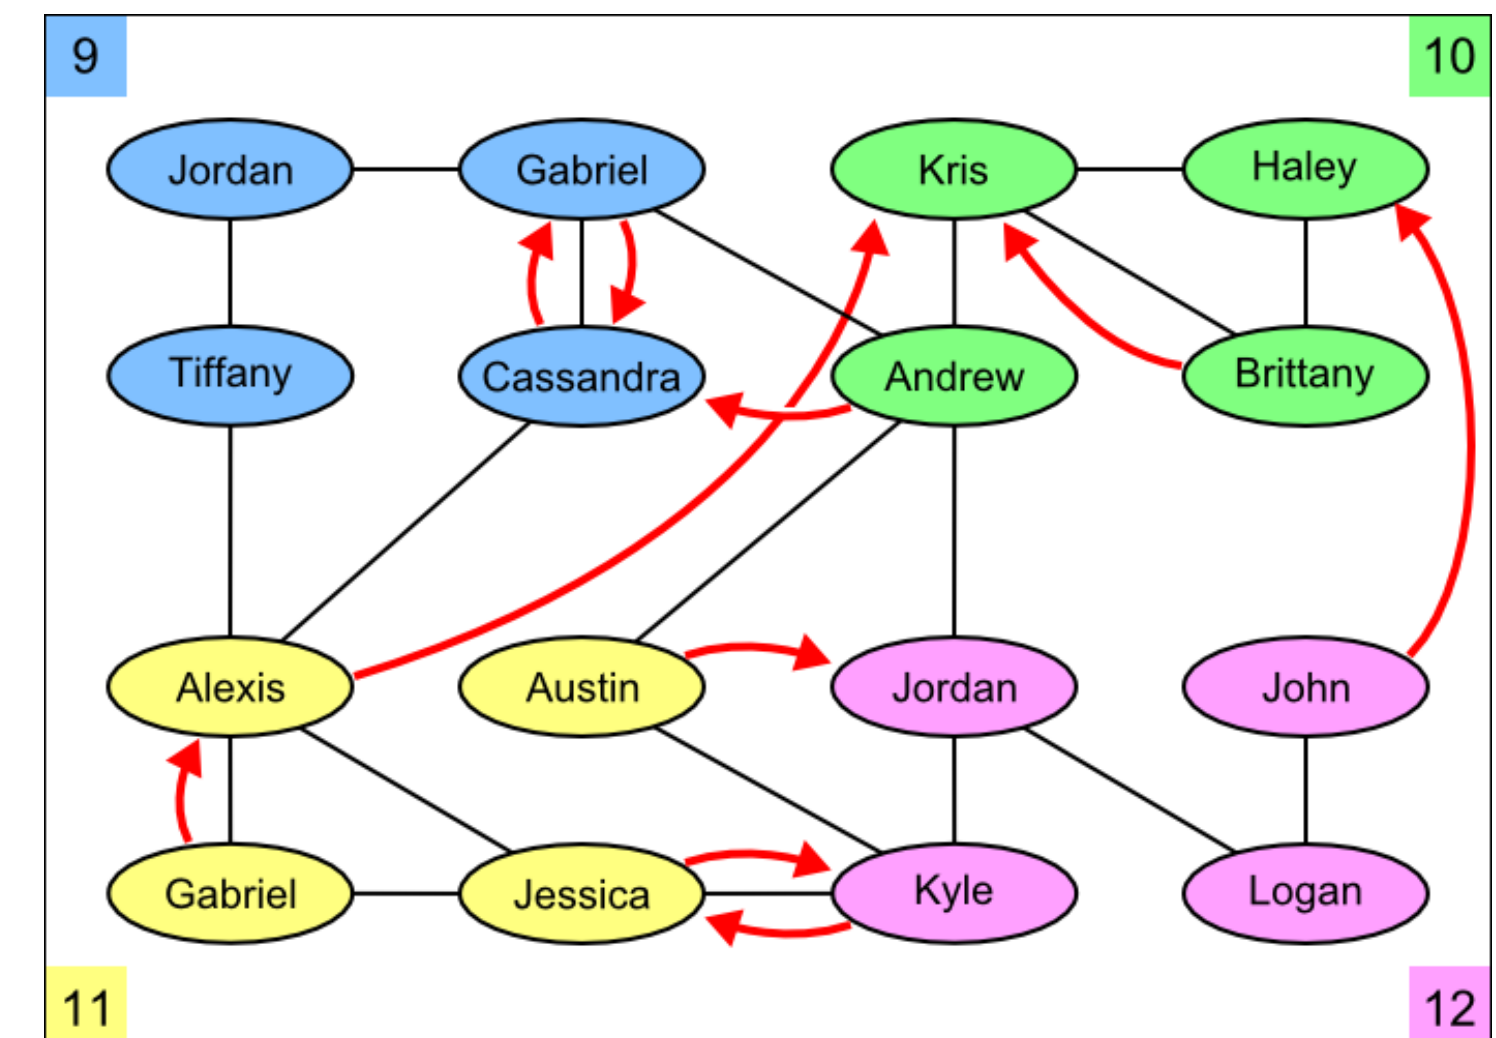 9
10
Jordan
Gabriel
Kris
Haley
Tiffany
Cassandra
Andrew
Brittany
Alexis
Austin
Jordan
John
Gabriel
Jessica
Kyle
Logan
11
12